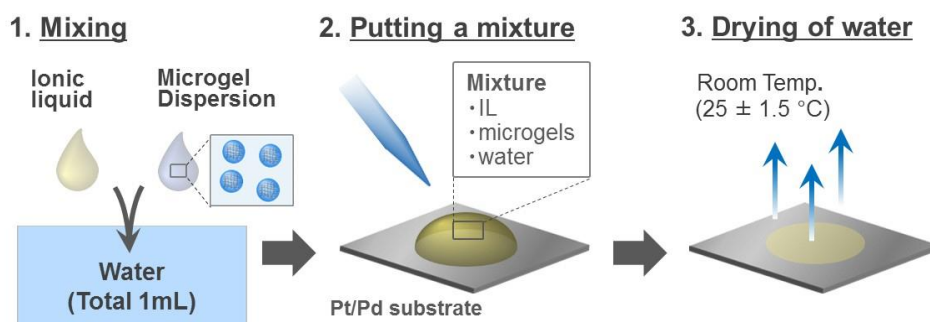 1. Mixing
Ionic
liquid
Microgel
Dispersion
Water
(Total 1mL)
2. Putting a mixture
Mixture
・IL
・microgels
・water
Pt/Pd substrate
3. Drying of water
Room Temp.
(25 ± 1.5 °C)